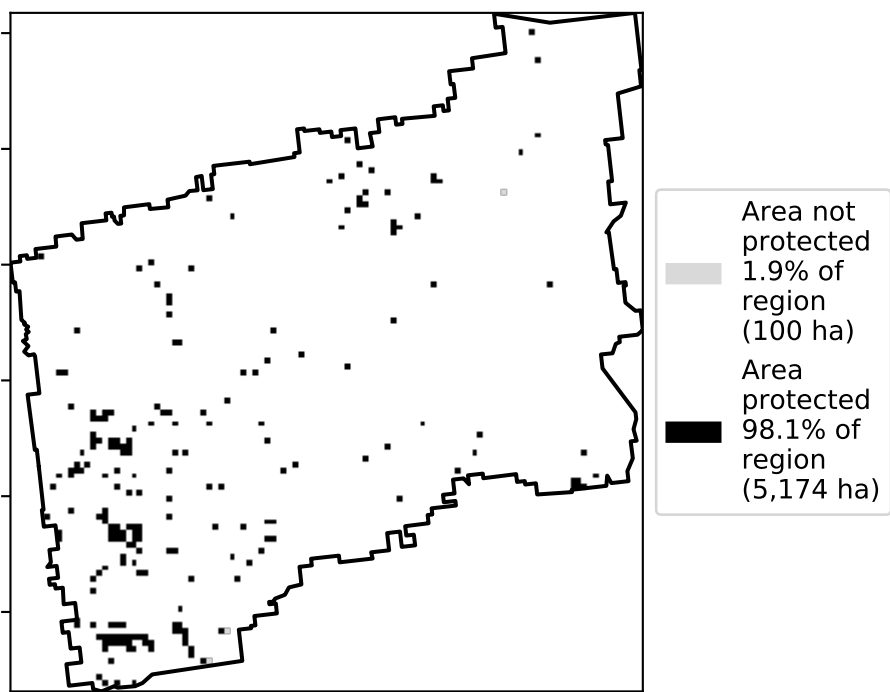 Area not
protected
1.9% of
region
(100 ha)
Area
protected
98.1% of
region
(5,174 ha)